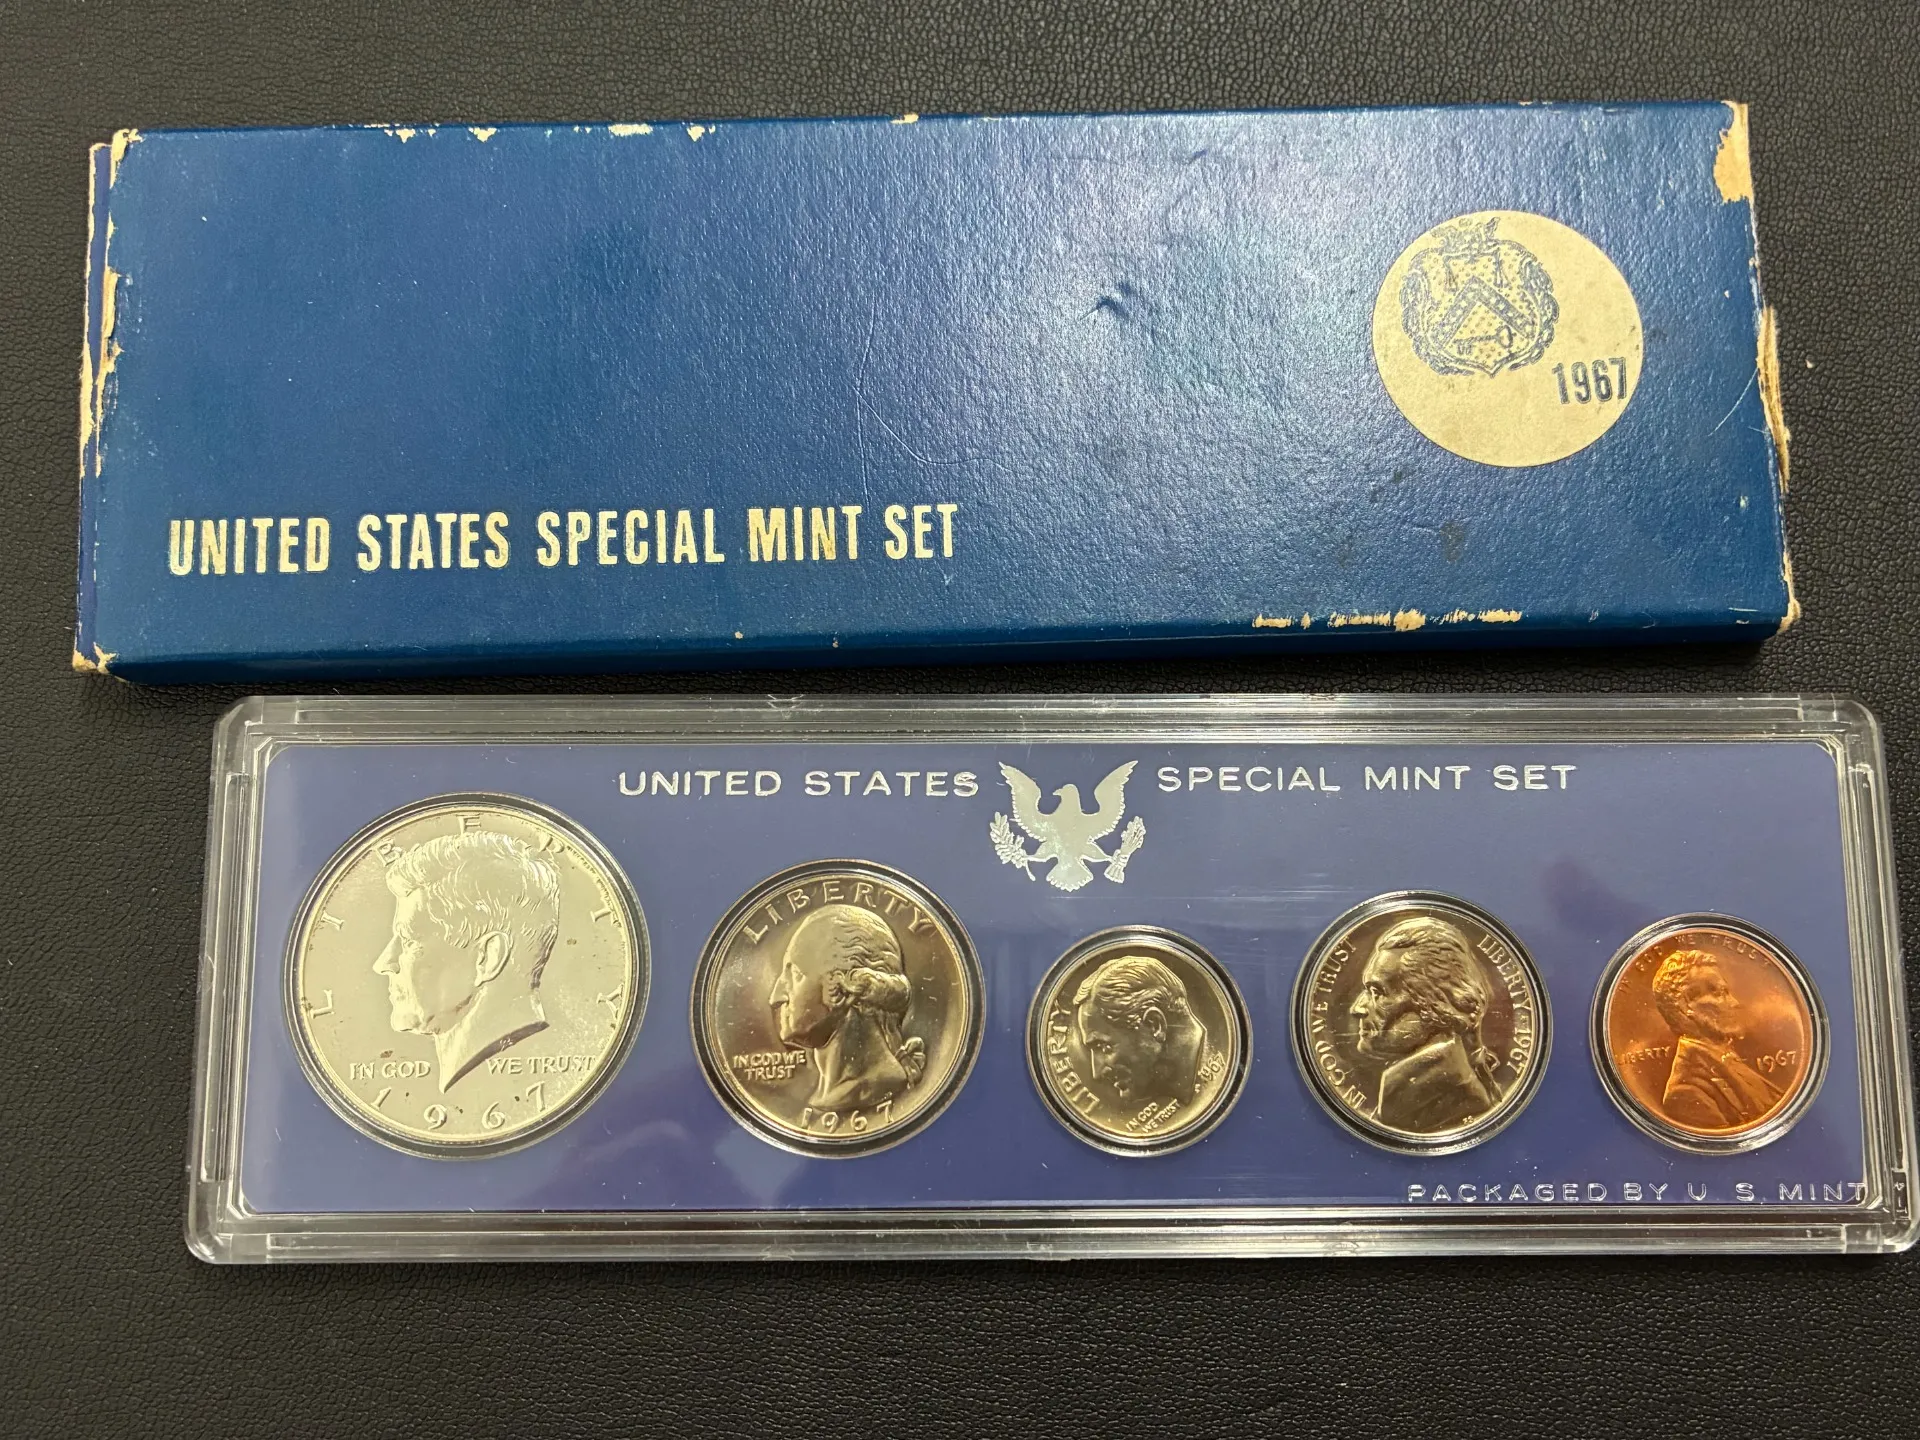 1967
UNITED STATES SPECIAL MINT SET
UNITED STATES SPECIAL MINT SET
LIBERTY
IN GOD WE TRUST
1967
LIBERTY
IN GOD WE
TRUST
1967
LIBERTY
IN GOD
WE TRUST
1967
IN GOD WE TRUST
LIBERTY 1967
IN GOD WE TRUST
LIBERTY
1967
PACKAGED BY U. S. MINT